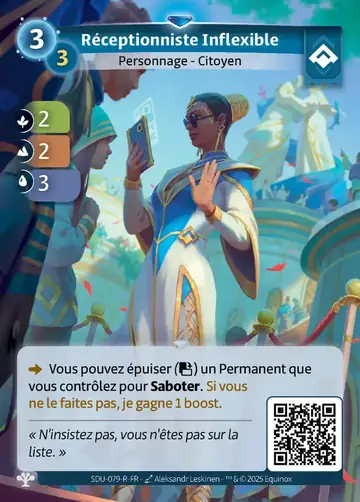 3
3
Réceptionniste Inflexible
Personnage - Citoyen
2
2
3
Vous pouvez épuiser () un Permanent que
vous contrôlez pour Saboter. Si vous
ne le faites pas, je gagne 1 boost.
« N'insistez pas, vous n'êtes pas sur la
liste. »
SDU-079-R-FR - Aleksandr Leskinen - ™ & © 2025 Equinox